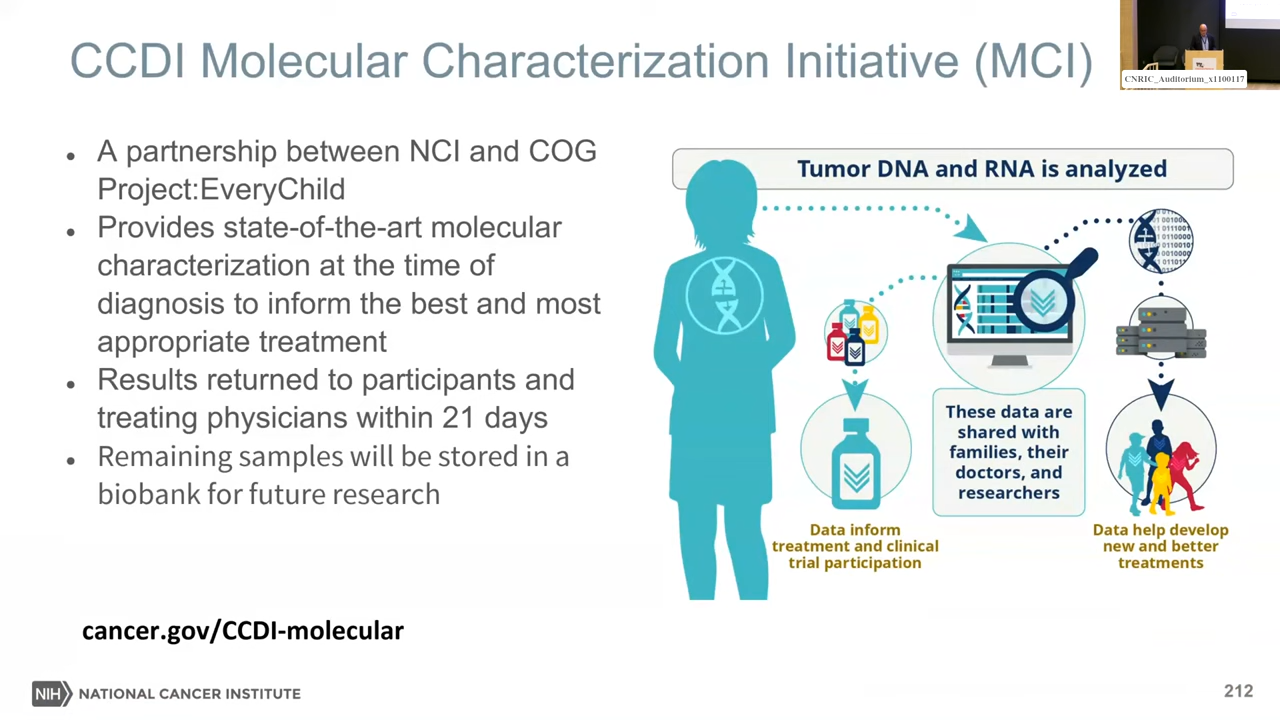 CCDI Molecular Characterization Initiative (MCI)
CNRIC_Auditorium_x1100117
• A partnership between NCI and COG
Project:EveryChild
• Provides state-of-the-art molecular
characterization at the time of
diagnosis to inform the best and most
appropriate treatment
• Results returned to participants and
treating physicians within 21 days
• Remaining samples will be stored in a
biobank for future research
cancer.gov/CCDI-molecular
Tumor DNA and RNA is analyzed
These data are
shared with
families, their
doctors, and
researchers
Data inform
treatment and clinical
trial participation
Data help develop
new and better
treatments
NIH NATIONAL CANCER INSTITUTE
212